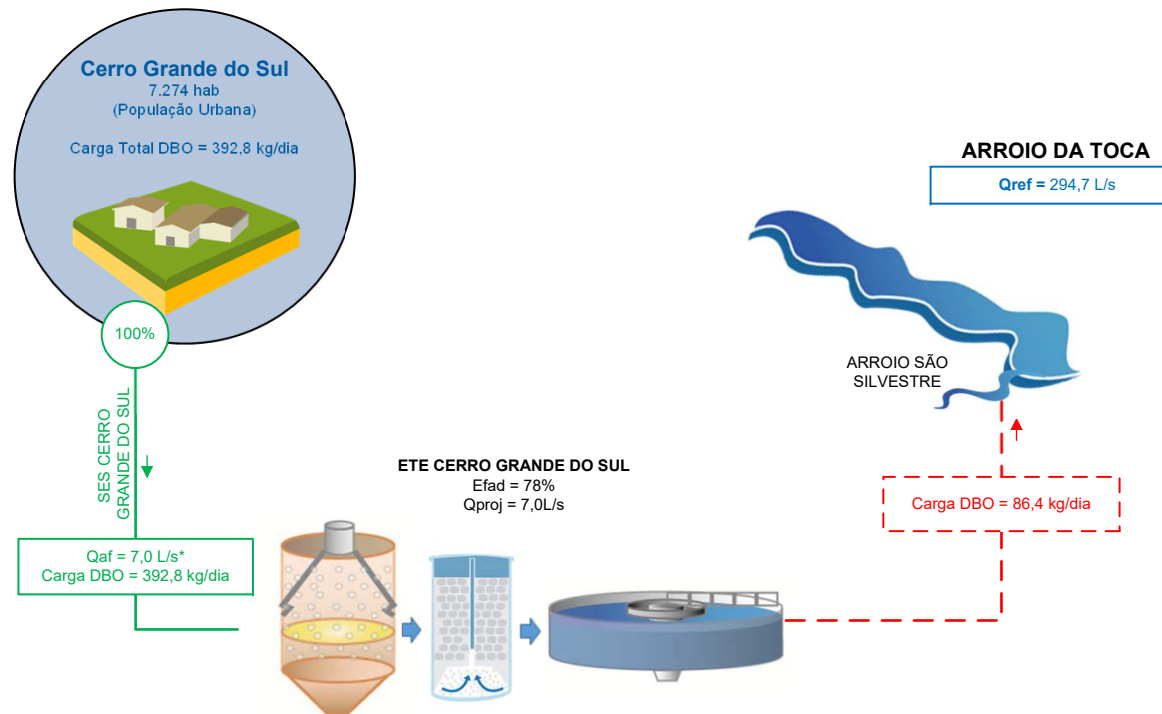 Cerro Grande do Sul
7.274 hab
(População Urbana)
Carga Total DBO = 392,8 kg/dia
100%
SES CERRO
GRANDE DO SUL
Qaf = 7,0 L/s*
Carga DBO = 392,8 kg/dia
ETE CERRO GRANDE DO SUL
Efad = 78%
Qproj = 7,0L/s
ARROIO DA TOCA
Qref = 294,7 L/s
ARROIO SÃO
SILVESTRE
Carga DBO = 86,4 kg/dia